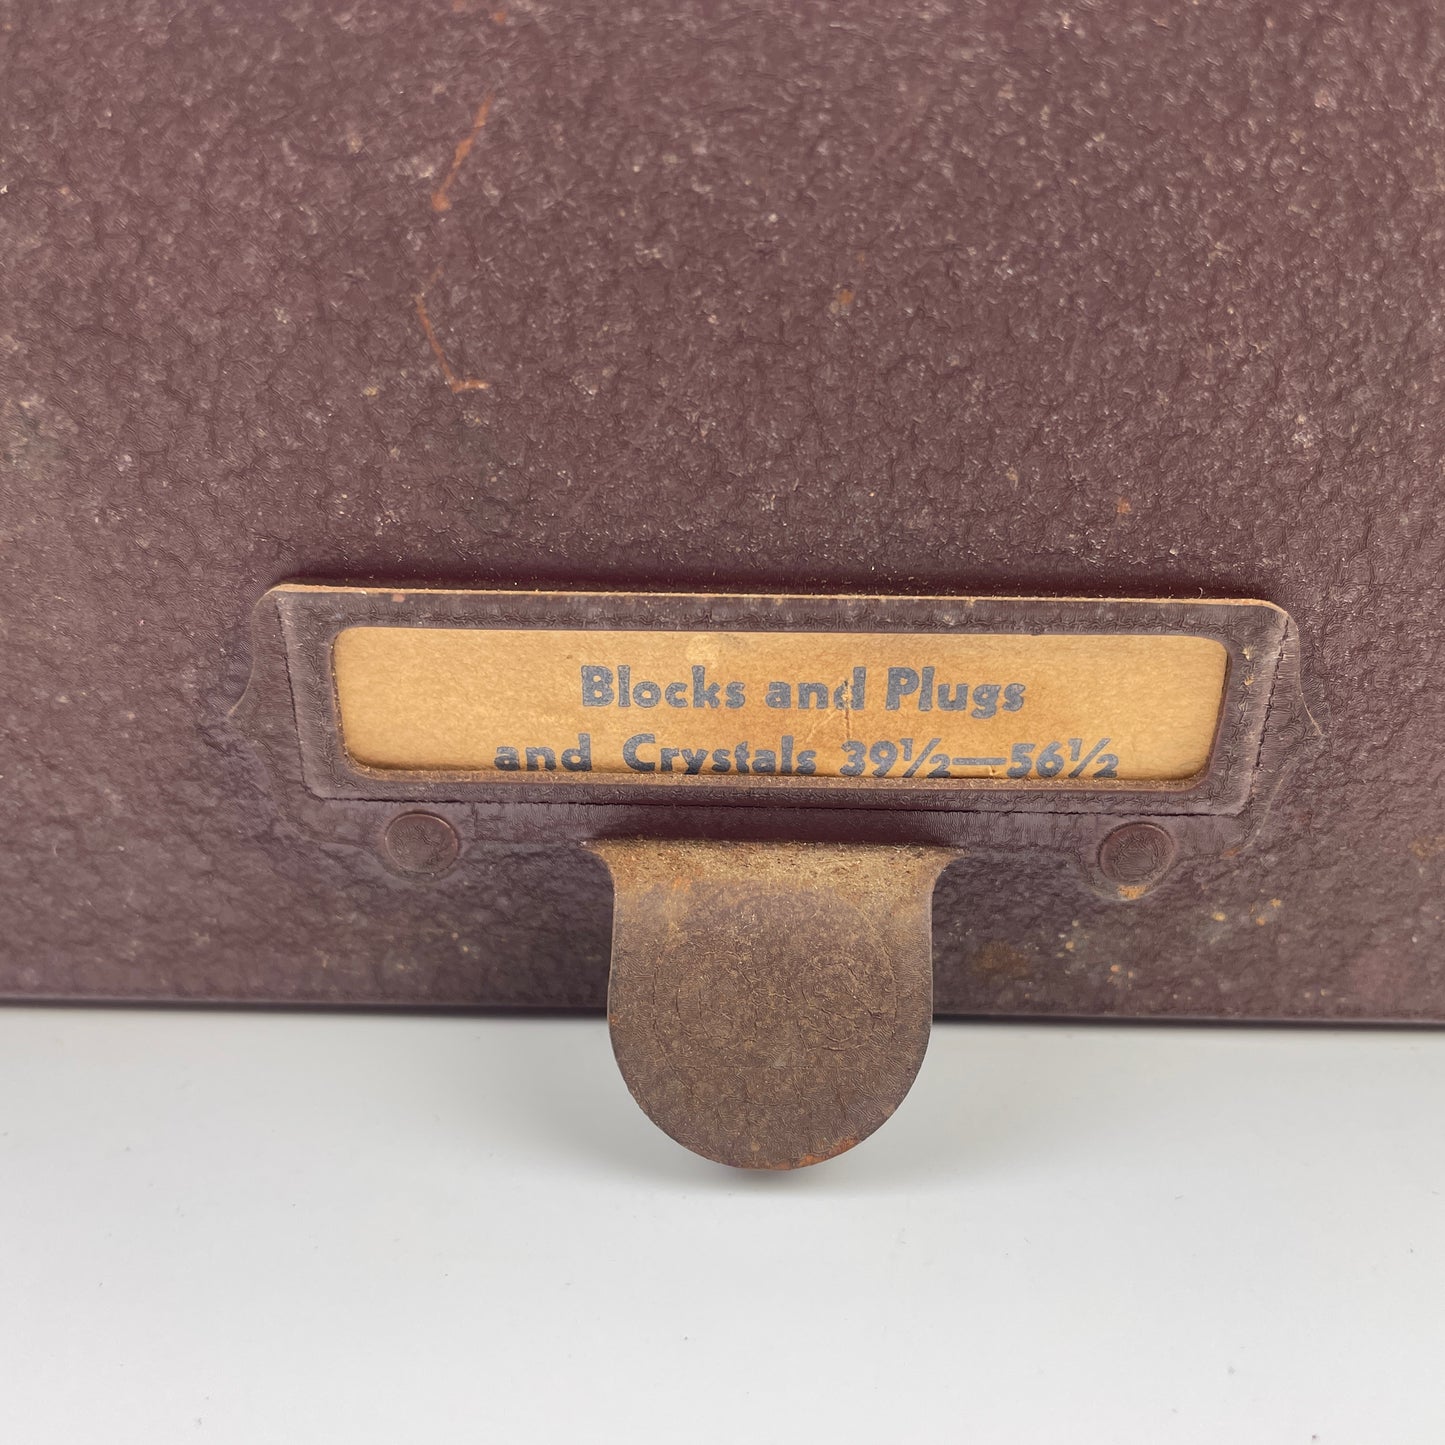 Blocks and Plugs
and Crystals 39½—56½